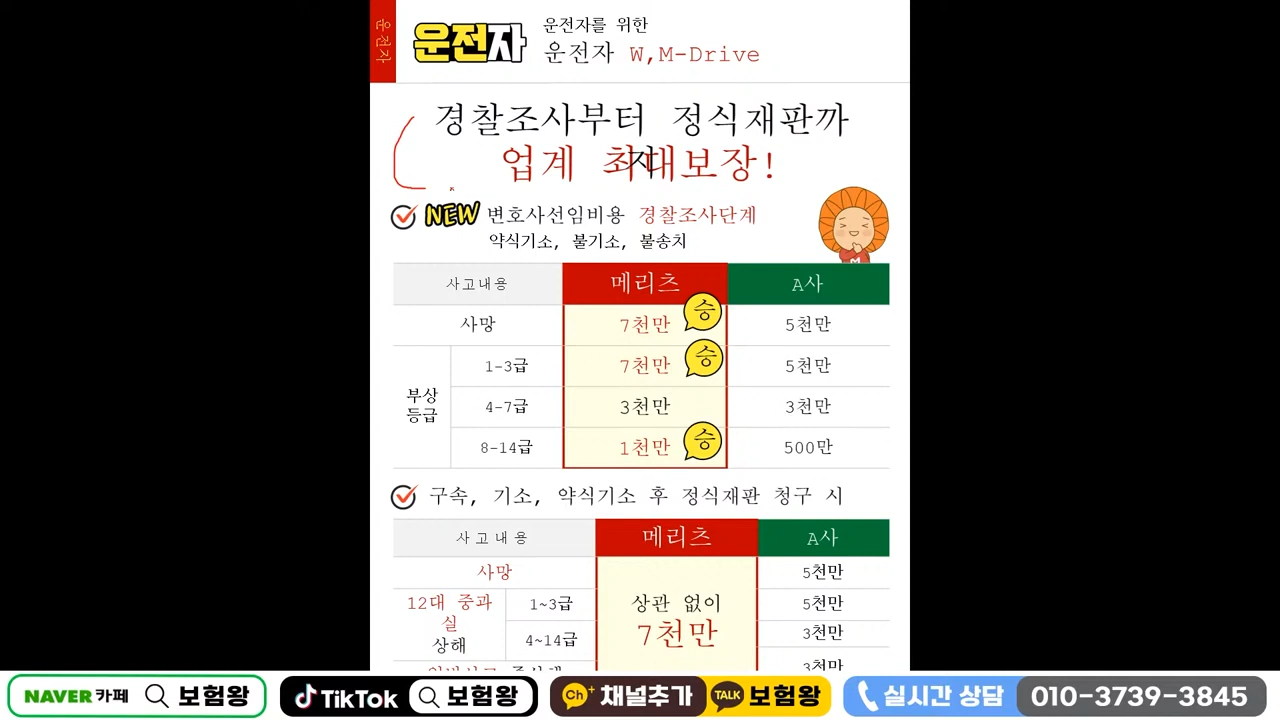 운전자
운전자
운전자를 위한
운전자 W,M-Drive
경찰조사부터 정식재판까
지
업계 최대보장!
NEW 변호사선임비용 경찰조사단계
약식기소, 불기소, 불송치
사고내용 메리츠 A사
사망 7천만 승 5천만
부상
등급
1-3급 7천만 승 5천만
4-7급 3천만 3천만
8-14급 1천만 승 500만
M
구속, 기소, 약식기소 후 정식재판 청구 시
사고내용 메리츠 A사
사망 5천만
12대 중과
실
상해
1~3급 5천만
4~14급 3천만
상관 없이
7천만
3천만
NAVER 카페 보험왕
TikTok 보험왕
Ch+ 채널추가 TALK 보험왕
실시간 상담 010-3739-3845